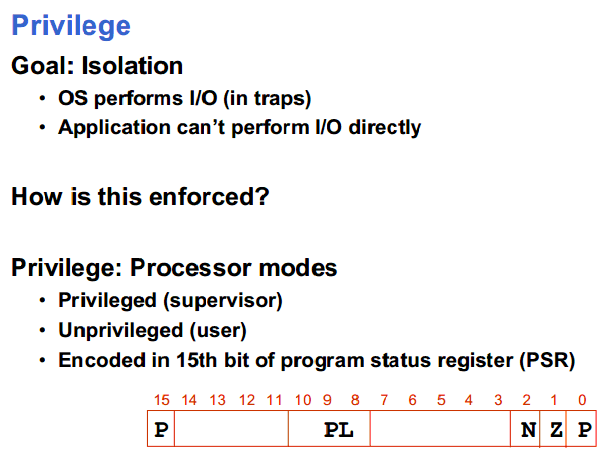 Privilege
Goal: Isolation
• OS performs I/O (in traps)
• Application can't perform I/O directly
How is this enforced?
Privilege: Processor modes
• Privileged (supervisor)
• Unprivileged (user)
• Encoded in 15th bit of program status register (PSR)
15 14 13 12 11 10 9 8 7 6 5 4 3 2 1 0
P PL N Z P